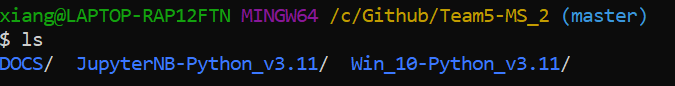 xiang@LAPTOP-RAP12FTN MINGW64 /c/Github/Team5-MS_2 (master)
$ ls
DOCS/  JupyterNB-Python_v3.11/  Win_10-Python_v3.11/